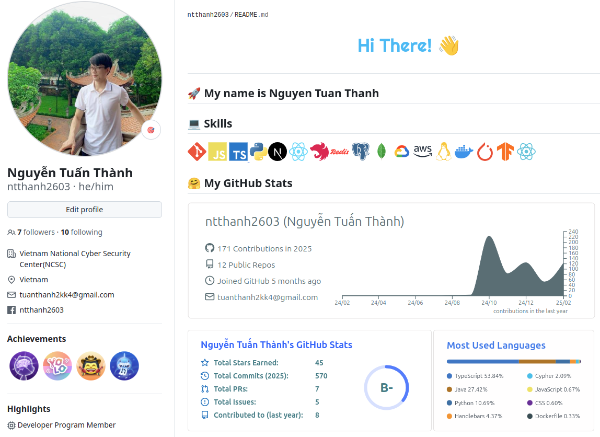 ntthanh2603/README.md
Hi There! 👋
🚀 My name is Nguyen Tuan Thanh
💻 Skills
JS TS N Redis aws
🤗 My GitHub Stats
Nguyễn Tuấn Thành
ntthanh2603 · he/him
Edit profile
7 followers · 10 following
Vietnam National Cyber Security
Center(NCSC)
Vietnam
tuanthanh2kk4@gmail.com
ntthanh2603
Achievements
YOLO
Highlights
Developer Program Member
ntthanh2603 (Nguyễn Tuấn Thành)
171 Contributions in 2025
12 Public Repos
Joined GitHub 5 months ago
tuanthanh2kk4@gmail.com
240
220
200
180
160
140
120
100
80
60
40
20
0
24/02 24/04 24/06 24/08 24/10 24/12 25/02
contributions in the last year
Nguyễn Tuấn Thành's GitHub Stats
Total Stars Earned: 45
Total Commits (2025): 570
Total PRs: 7
Total Issues: 5
Contributed to (last year): 8
B-
Most Used Languages
TypeScript 53.84% Cypher 2.09%
Java 27.42% JavaScript 0.67%
Python 10.69% CSS 0.60%
Handlebars 4.37% Dockerfile 0.33%